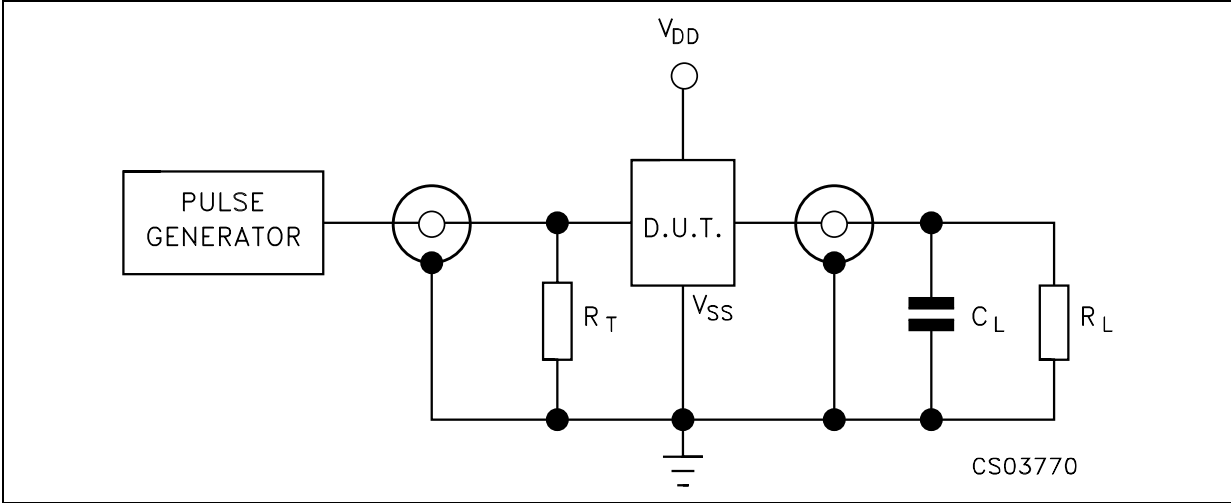 VDD
PULSE
GENERATOR
D.U.T.
VSS
RT
CL
RL
CS03770